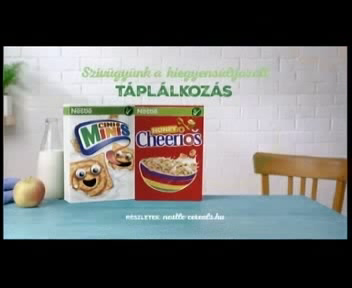 Szívügyünk a kiegyensúlyozott
TÁPLÁLKOZÁS
Nestlé
CINI
MiNiS
Nestlé
HONEY
Cheerios
RÉSZLETEK: nestle-cereals.hu